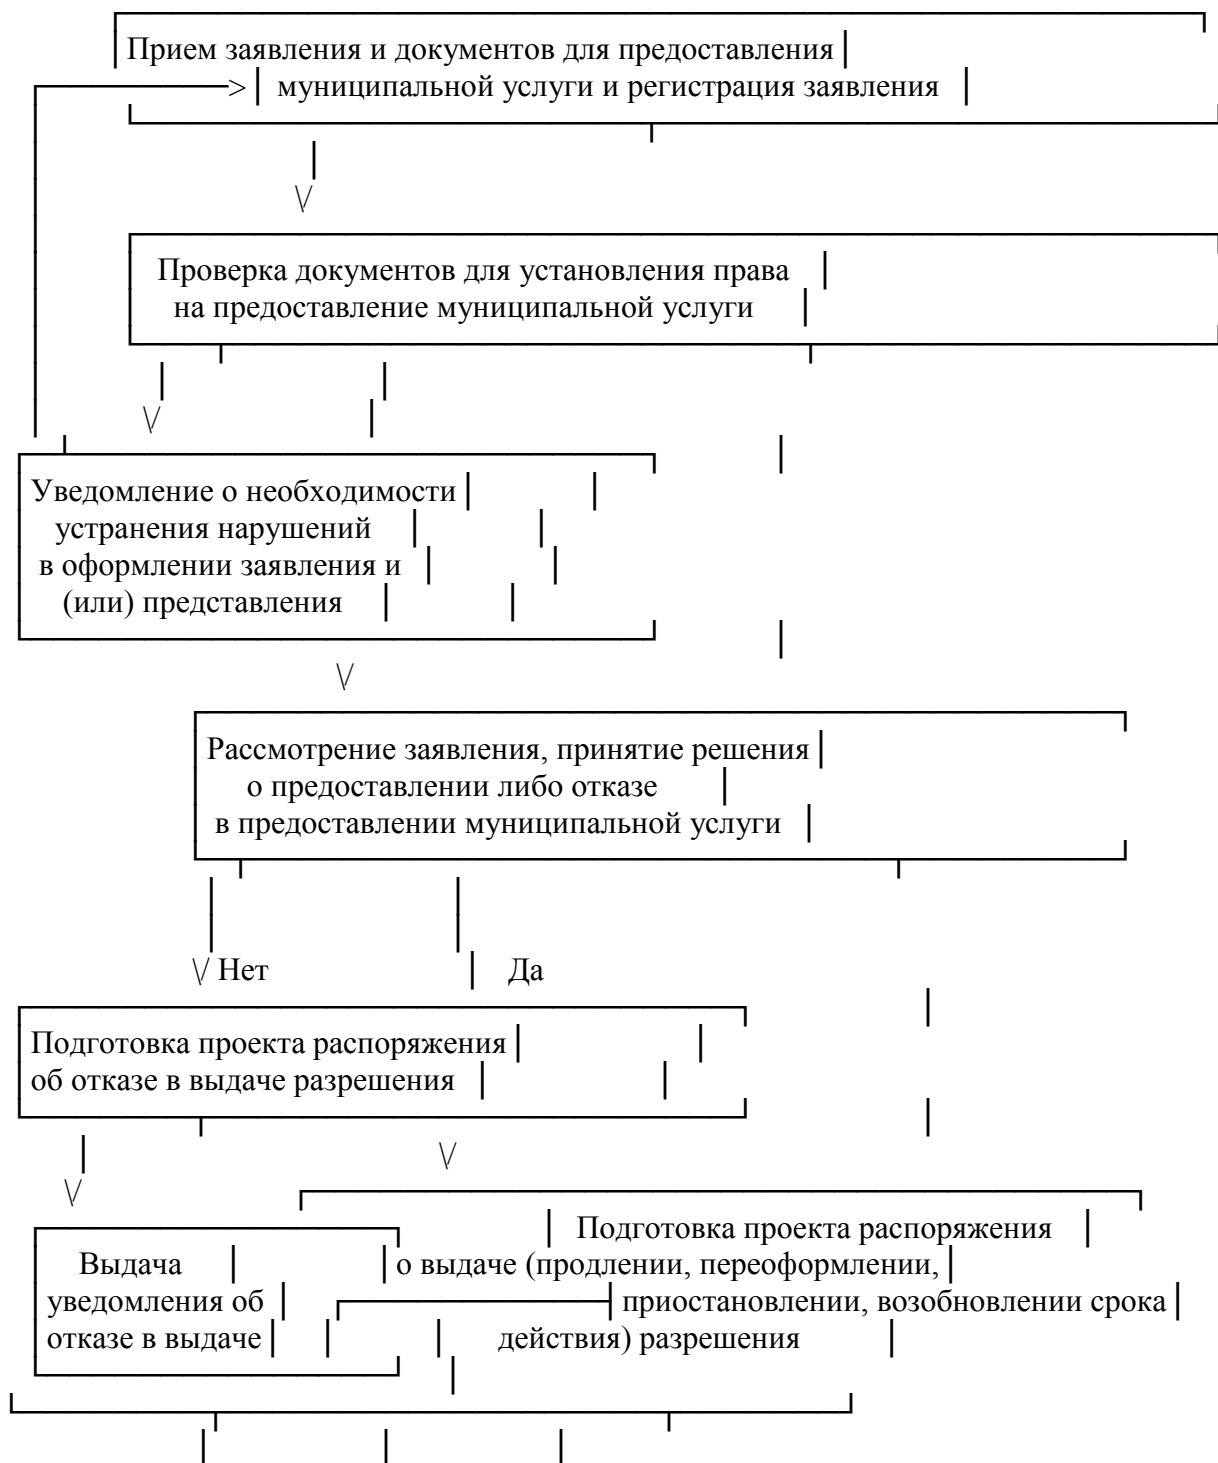 Прием заявления и документов для предоставления
муниципальной услуги и регистрация заявления
Проверка документов для установления права
на предоставление муниципальной услуги
Уведомление о необходимости
устранения нарушений
в оформлении заявления и
(или) представления
Рассмотрение заявления, принятие решения
о предоставлении либо отказе
в предоставлении муниципальной услуги
Нет Да
Подготовка проекта распоряжения
об отказе в выдаче разрешения
Подготовка проекта распоряжения
Выдача о выдаче (продлении, переоформлении,
уведомления об приостановлении, возобновлении срока
отказе в выдаче действия) разрешения